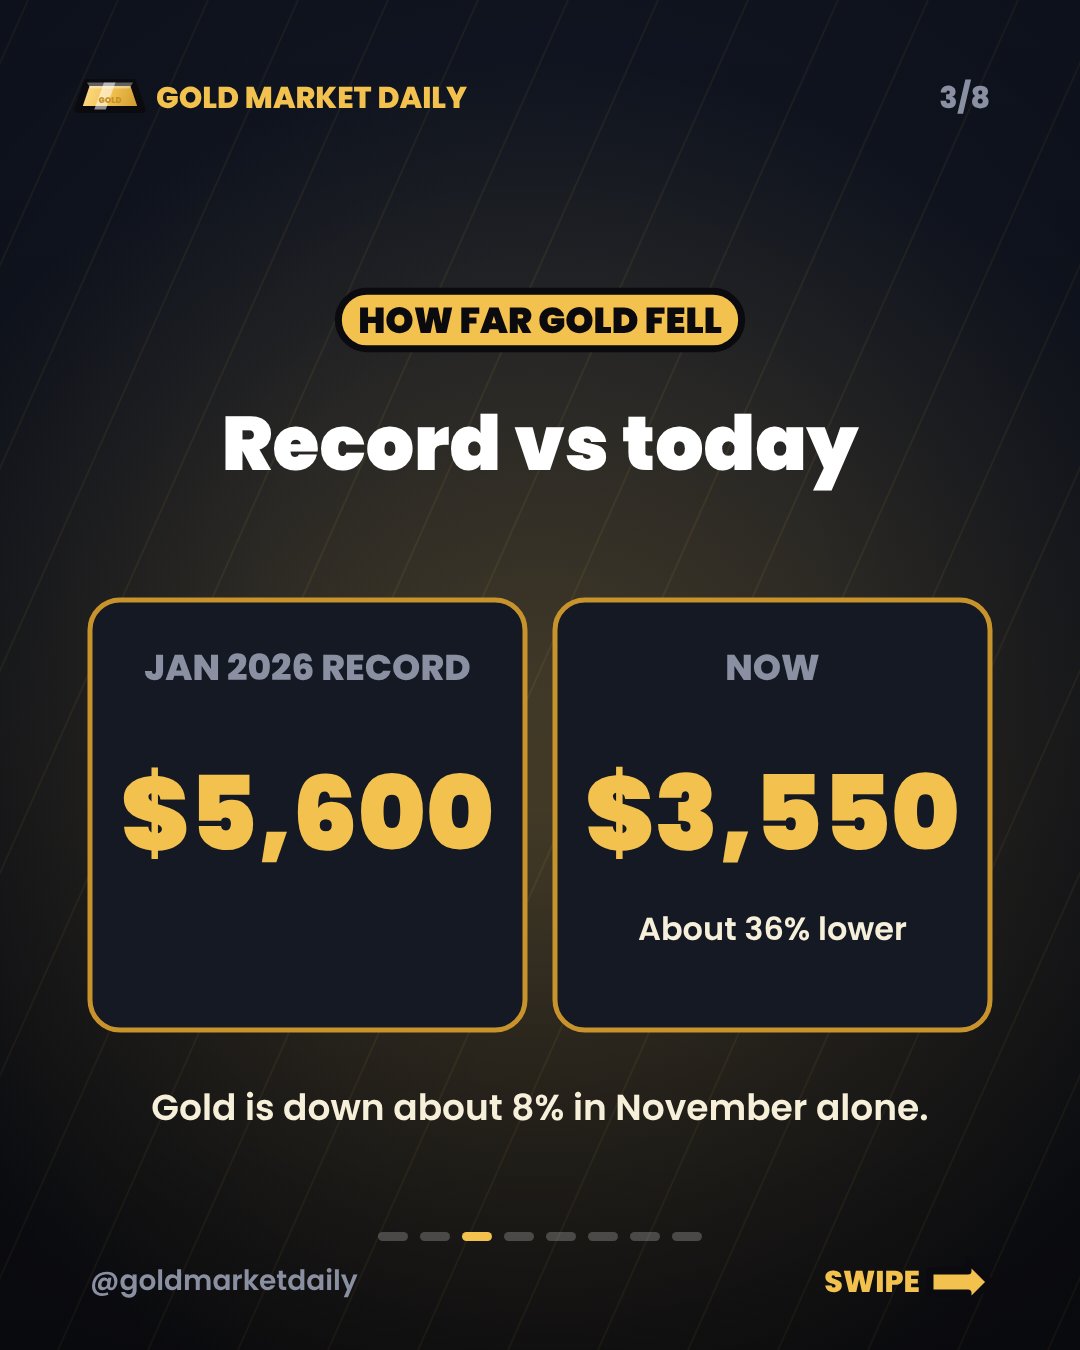 GOLD
GOLD MARKET DAILY
3/8
HOW FAR GOLD FELL
Record vs today
JAN 2026 RECORD
$5,600
NOW
$3,550
About 36% lower
Gold is down about 8% in November alone.
@goldmarketdaily
SWIPE